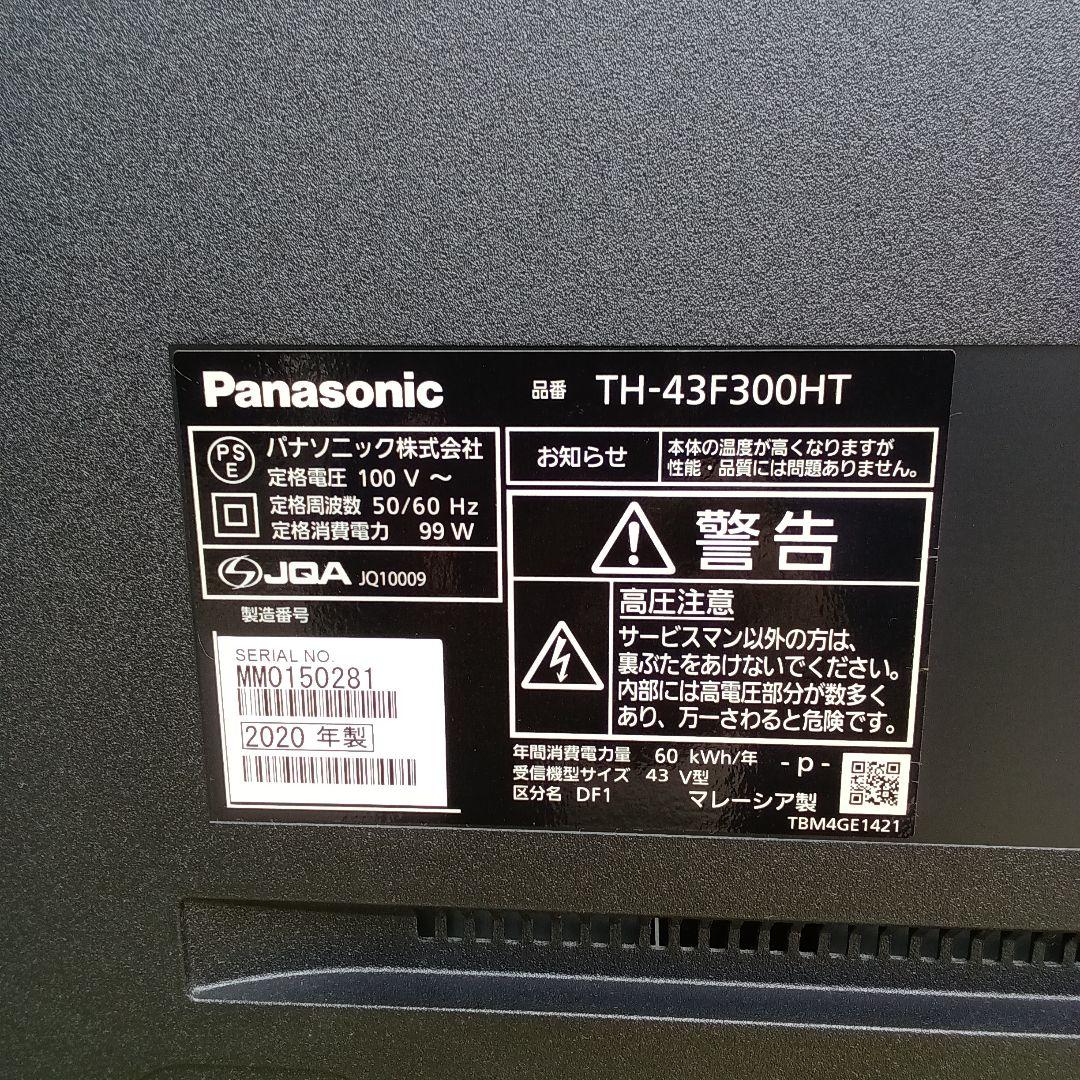 Panasonic
品番 TH-43F300HT
PS
E
パナソニック株式会社
定格電圧 100 V ～
定格周波数 50/60 Hz
定格消費電力 99 W
JQA JQ10009
製造番号
SERIAL NO.
MM0150281
2020 年製
お知らせ
本体の温度が高くなりますが
性能・品質には問題ありません。
警告
高圧注意
サービスマン以外の方は、
裏ぶたをあけないでください。
内部には高電圧部分が数多く
あり、万一さわると危険です。
年間消費電力量 60 kWh/年
受信機型サイズ 43 V型
区分名 DF1
- p -
マレーシア製
TBM4GE1421